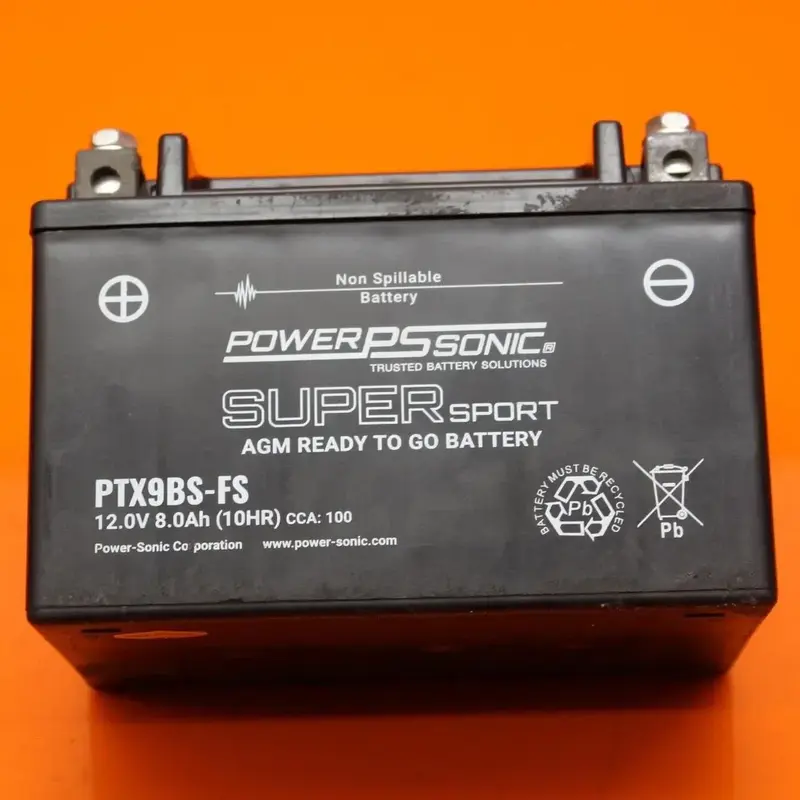 Non Spillable
Battery
POWER PS SONIC®
TRUSTED BATTERY SOLUTIONS
SUPER SPORT
AGM READY TO GO BATTERY
PTX9BS-FS
12.0V 8.0Ah (10HR) CCA: 100
Power-Sonic Corporation www.power-sonic.com
BATTERY MUST BE RECYCLED
Pb
Pb